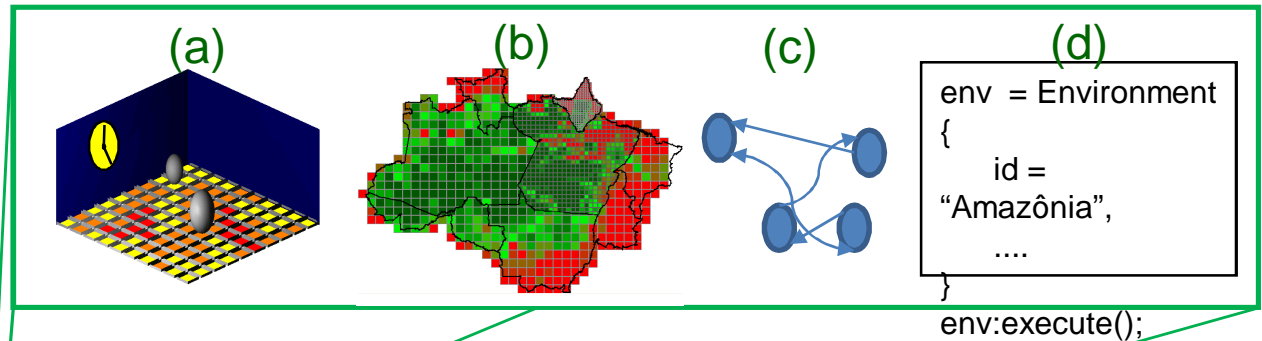 (a)
(b)
(c)
(d)
env = Environment
{
id =
“Amazônia”,
....
}
env:execute();